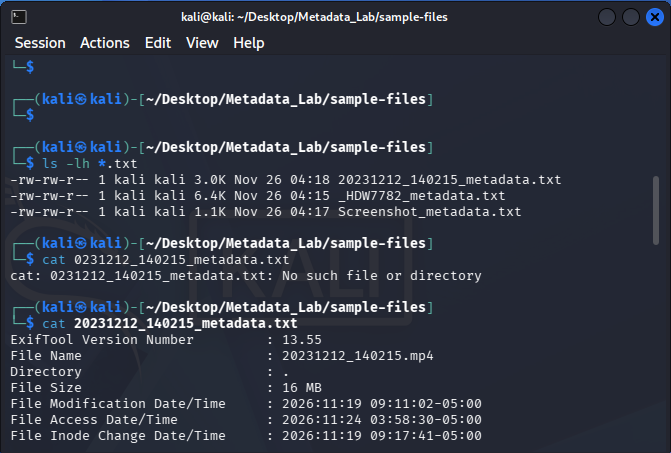 kali@kali: ~/Desktop/Metadata_Lab/sample-files
Session Actions Edit View Help
└─$
┌──(kali㉿kali)-[~/Desktop/Metadata_Lab/sample-files]
└─$
┌──(kali㉿kali)-[~/Desktop/Metadata_Lab/sample-files]
└─$ ls -lh *.txt
-rw-rw-r-- 1 kali kali 3.0K Nov 26 04:18 20231212_140215_metadata.txt
-rw-rw-r-- 1 kali kali 6.4K Nov 26 04:15 _HDW7782_metadata.txt
-rw-rw-r-- 1 kali kali 1.1K Nov 26 04:17 Screenshot_metadata.txt
┌──(kali㉿kali)-[~/Desktop/Metadata_Lab/sample-files]
└─$ cat 0231212_140215_metadata.txt
cat: 0231212_140215_metadata.txt: No such file or directory
┌──(kali㉿kali)-[~/Desktop/Metadata_Lab/sample-files]
└─$ cat 20231212_140215_metadata.txt
ExifTool Version Number         : 13.55
File Name                       : 20231212_140215.mp4
Directory                       : .
File Size                       : 16 MB
File Modification Date/Time     : 2026:11:19 09:11:02-05:00
File Access Date/Time           : 2026:11:24 03:58:30-05:00
File Inode Change Date/Time     : 2026:11:19 09:17:41-05:00